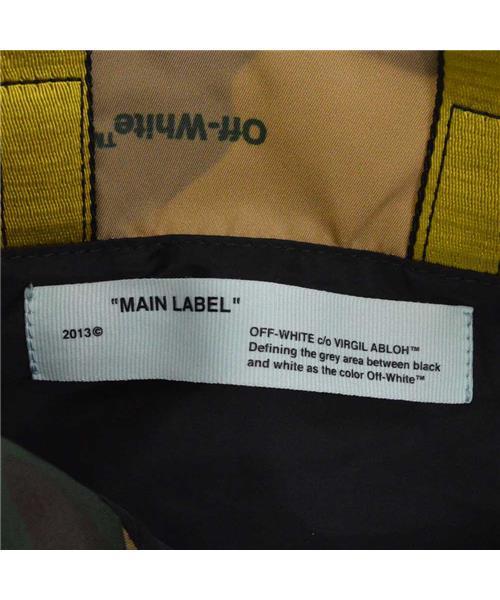 Off-White™
"MAIN LABEL"
2013©
OFF-WHITE c/o VIRGIL ABLOH™
Defining the grey area between black
and white as the color Off-White™